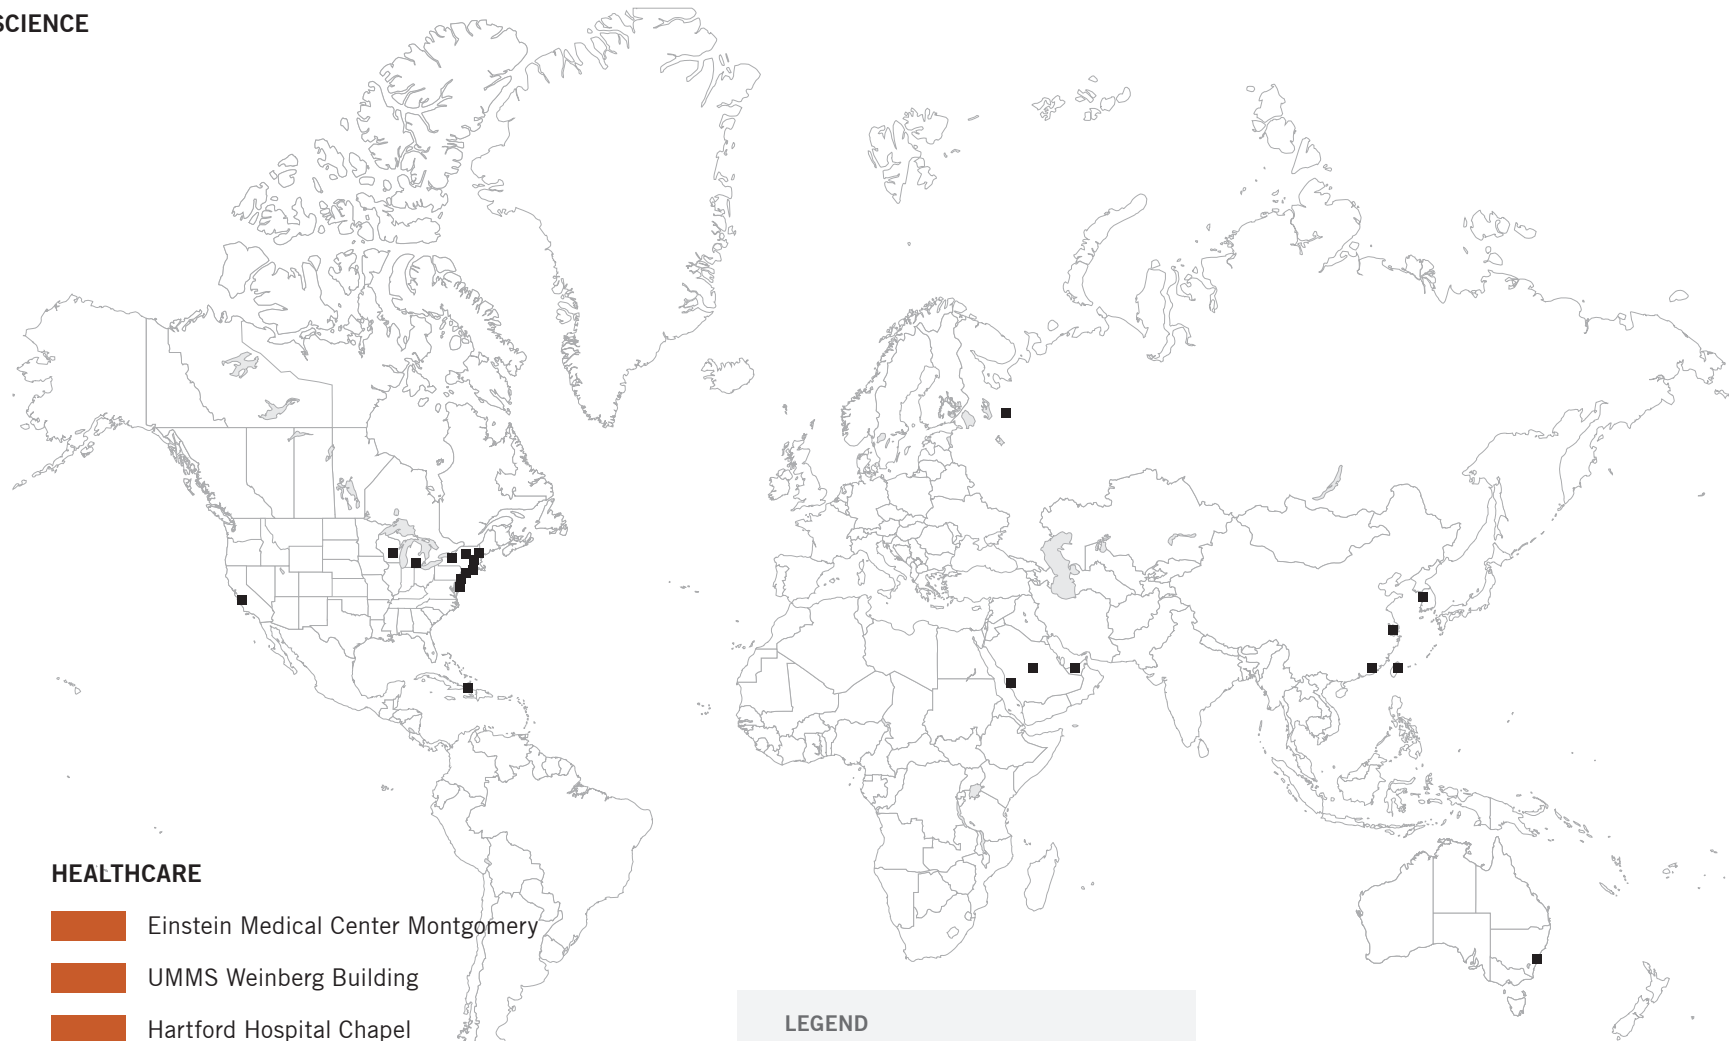 SCIENCE
HEALTHCARE
Einstein Medical Center Montgomery
UMMS Weinberg Building
Hartford Hospital Chapel
LEGEND